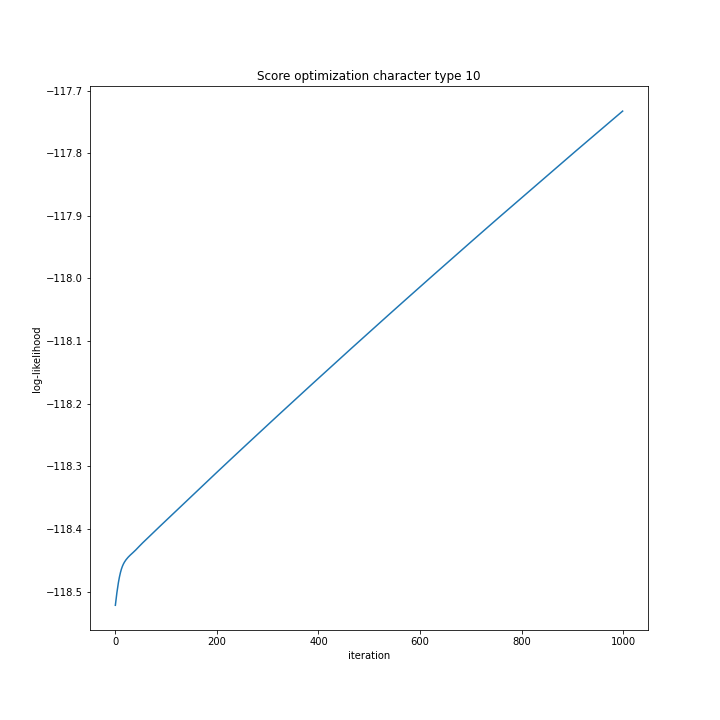 Score optimization character type 10
−117.7
−117.8
−117.9
−118.0
−118.1
−118.2
−118.3
−118.4
−118.5
log-likelihood
0 200 400 600 800 1000
iteration